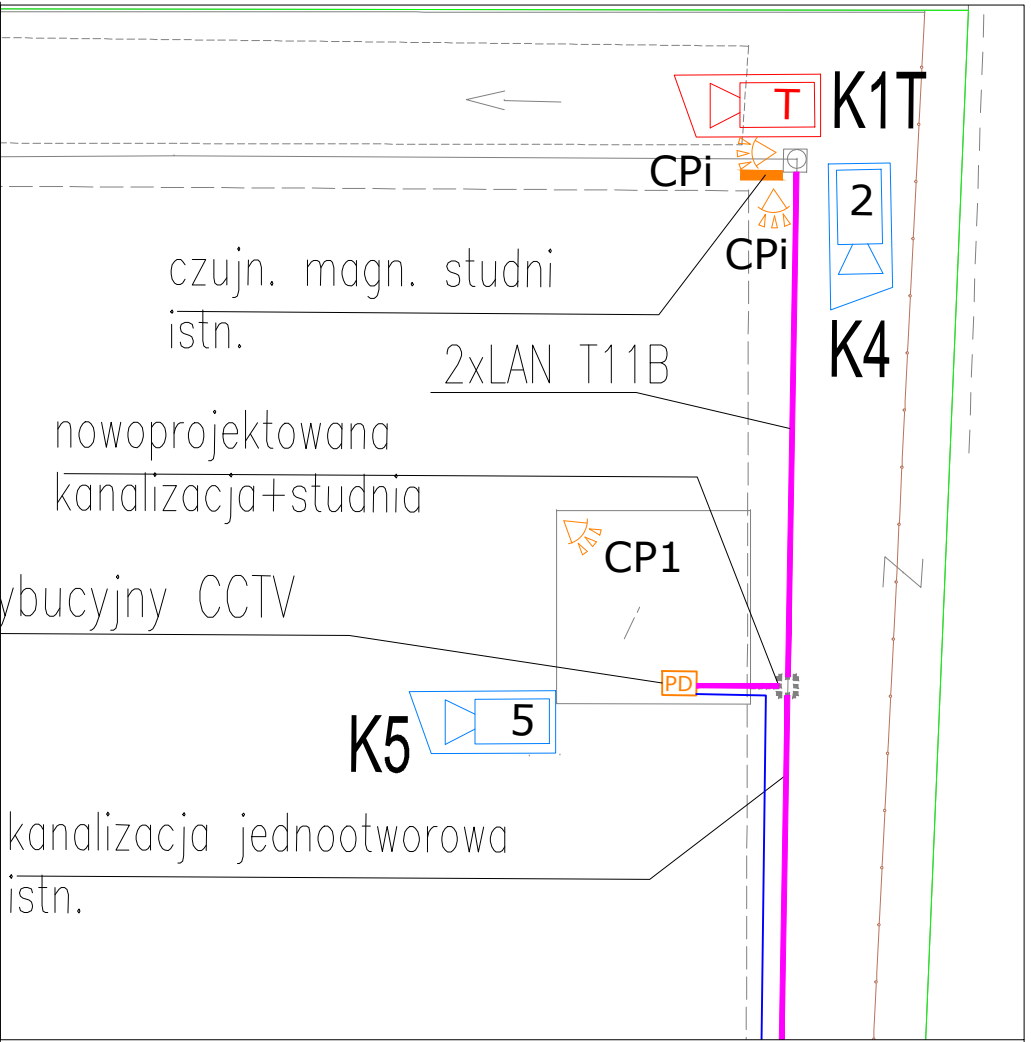 T
K1T
CPi
2
CPi
czujn. magn. studni
istn.
K4
2xLAN T11B
nowoprojektowana
kanalizacja+studnia
CP1
ybucyjny CCTV
PD
5
K5
kanalizacja jednootworowa
istn.